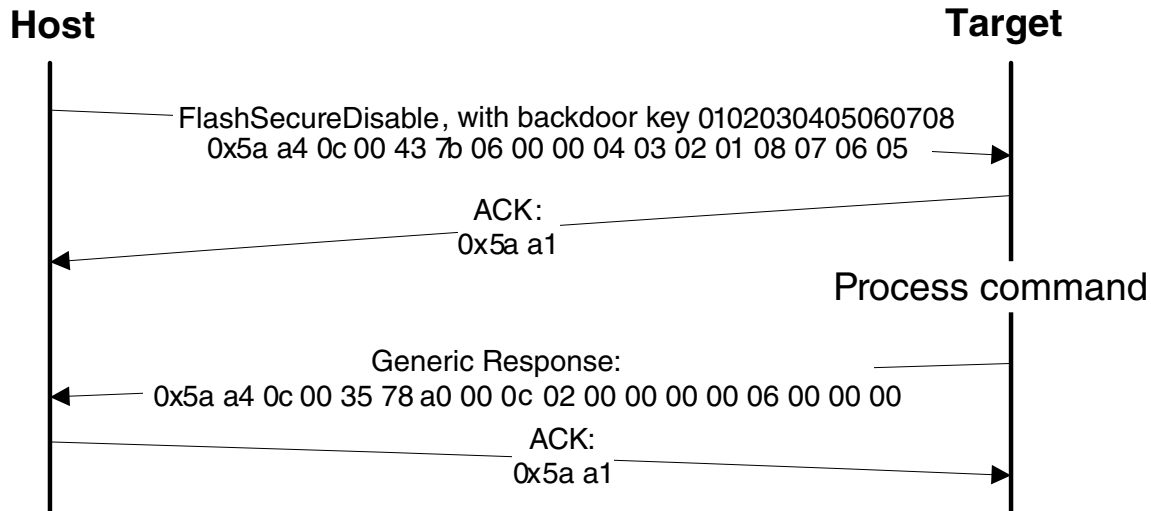 Host
Target
FlashSecureDisable, with backdoor key 0102030405060708
0x5a a4 0c 00 43 7b 06 00 00 04 03 02 01 08 07 06 05
ACK:
0x5a a1
Process command
Generic Response:
0x5a a4 0c 00 35 78 a0 00 0c 02 00 00 00 00 06 00 00 00
ACK:
0x5a a1